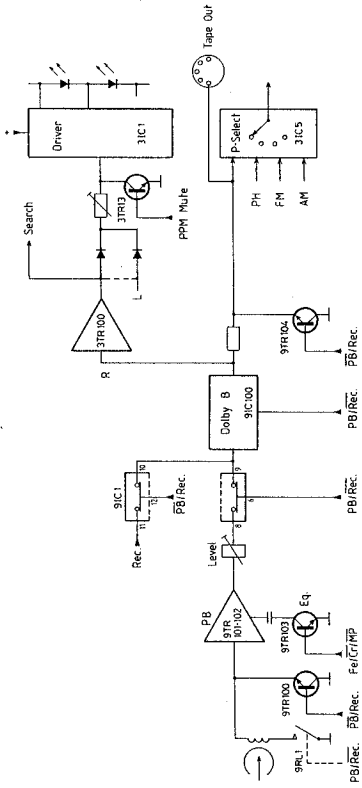 Search
+
Driver
3IC1
3TR100
3TR13
PPM Mute
L
R
Tape Out
P-Select
3IC5
PH
FM
AM
9IC1
10
11
12
Rec.
PB/Rec.
Dolby B
9IC100
PB/Rec.
9TR104
PB/Rec.
Level
8
9
6
PB/Rec.
PB
9TR
101-102
9TR103
Eq.
Fe/Cr/MP
9TR100
PB/Rec.
9RL1
PB/Rec.